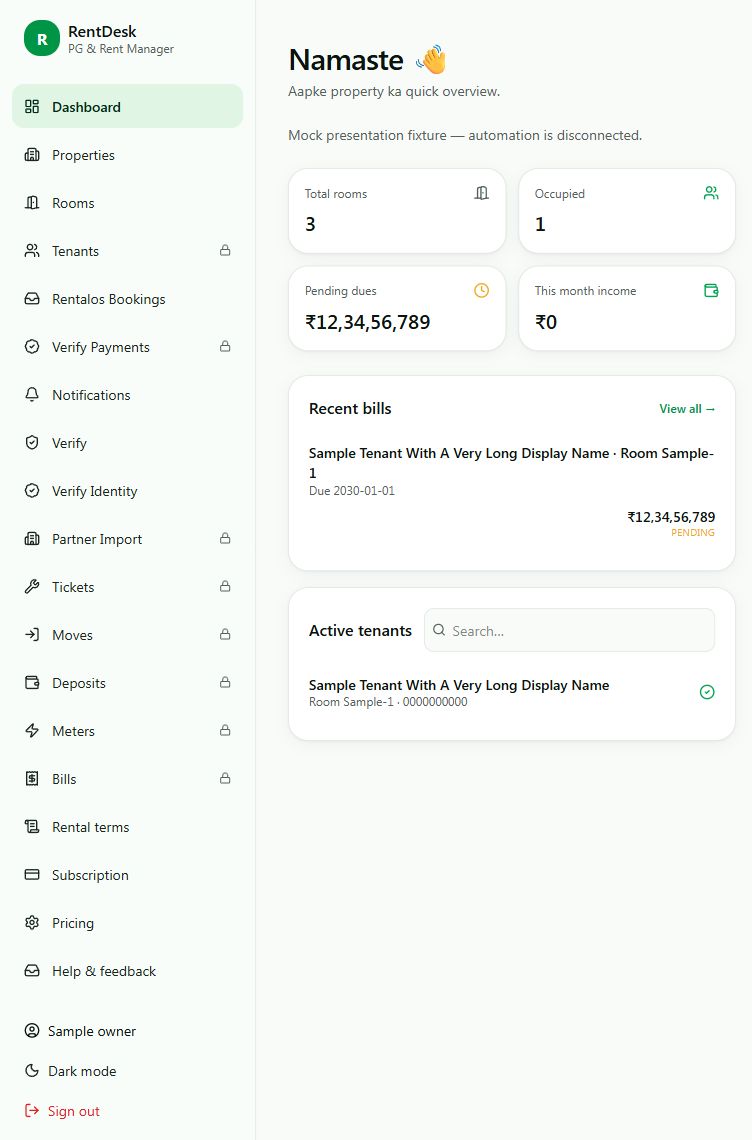 R
RentDesk
PG & Rent Manager
Dashboard
Properties
Rooms
Tenants
Rentalos Bookings
Verify Payments
Notifications
Verify
Verify Identity
Partner Import
Tickets
Moves
Deposits
Meters
Bills
Rental terms
Subscription
Pricing
Help & feedback
Sample owner
Dark mode
Sign out
Namaste 👋
Aapke property ka quick overview.
Mock presentation fixture — automation is disconnected.
Total rooms
3
Occupied
1
Pending dues
₹12,34,56,789
This month income
₹0
Recent bills
View all →
Sample Tenant With A Very Long Display Name · Room Sample-
1
Due 2030-01-01
₹12,34,56,789
PENDING
Active tenants
Search...
Sample Tenant With A Very Long Display Name
Room Sample-1 · 0000000000